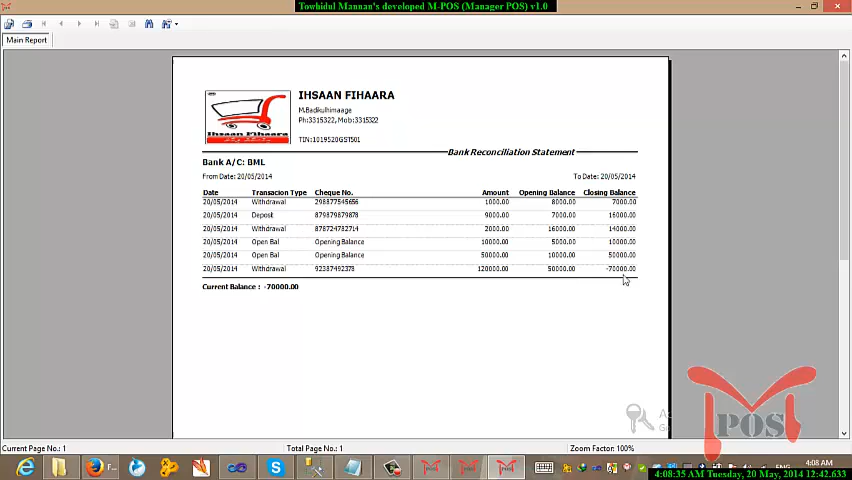 Towhidul Mannan's developed M-POS (Manager POS) v1.0
Main Report
Ihsaan Fihaara
IHSAAN FIHAARA
M.Badikulhimaage
Ph:3315322, Mob:3315322
TIN:1019520GST501
Bank Reconciliation Statement
Bank A/C: BML
From Date: 20/05/2014 To Date: 20/05/2014
Date Transacion Type Cheque No. Amount Opening Balance Closing Balance
20/05/2014 Withdrawal 298877545656 1000.00 8000.00 7000.00
20/05/2014 Depost 879879879878 9000.00 7000.00 16000.00
20/05/2014 Withdrawal 878724782714 2000.00 16000.00 14000.00
20/05/2014 Open Bal Opening Balance 10000.00 5000.00 10000.00
20/05/2014 Open Bal Opening Balance 50000.00 10000.00 50000.00
20/05/2014 Withdrawal 92387492378 120000.00 50000.00 -70000.00
Current Balance : -70000.00
M POS
Current Page No.: 1 Total Page No.: 1 Zoom Factor: 100%
F...
ENG
4:08 AM
4:08:35 AM Tuesday, 20 May, 2014 12:42.633